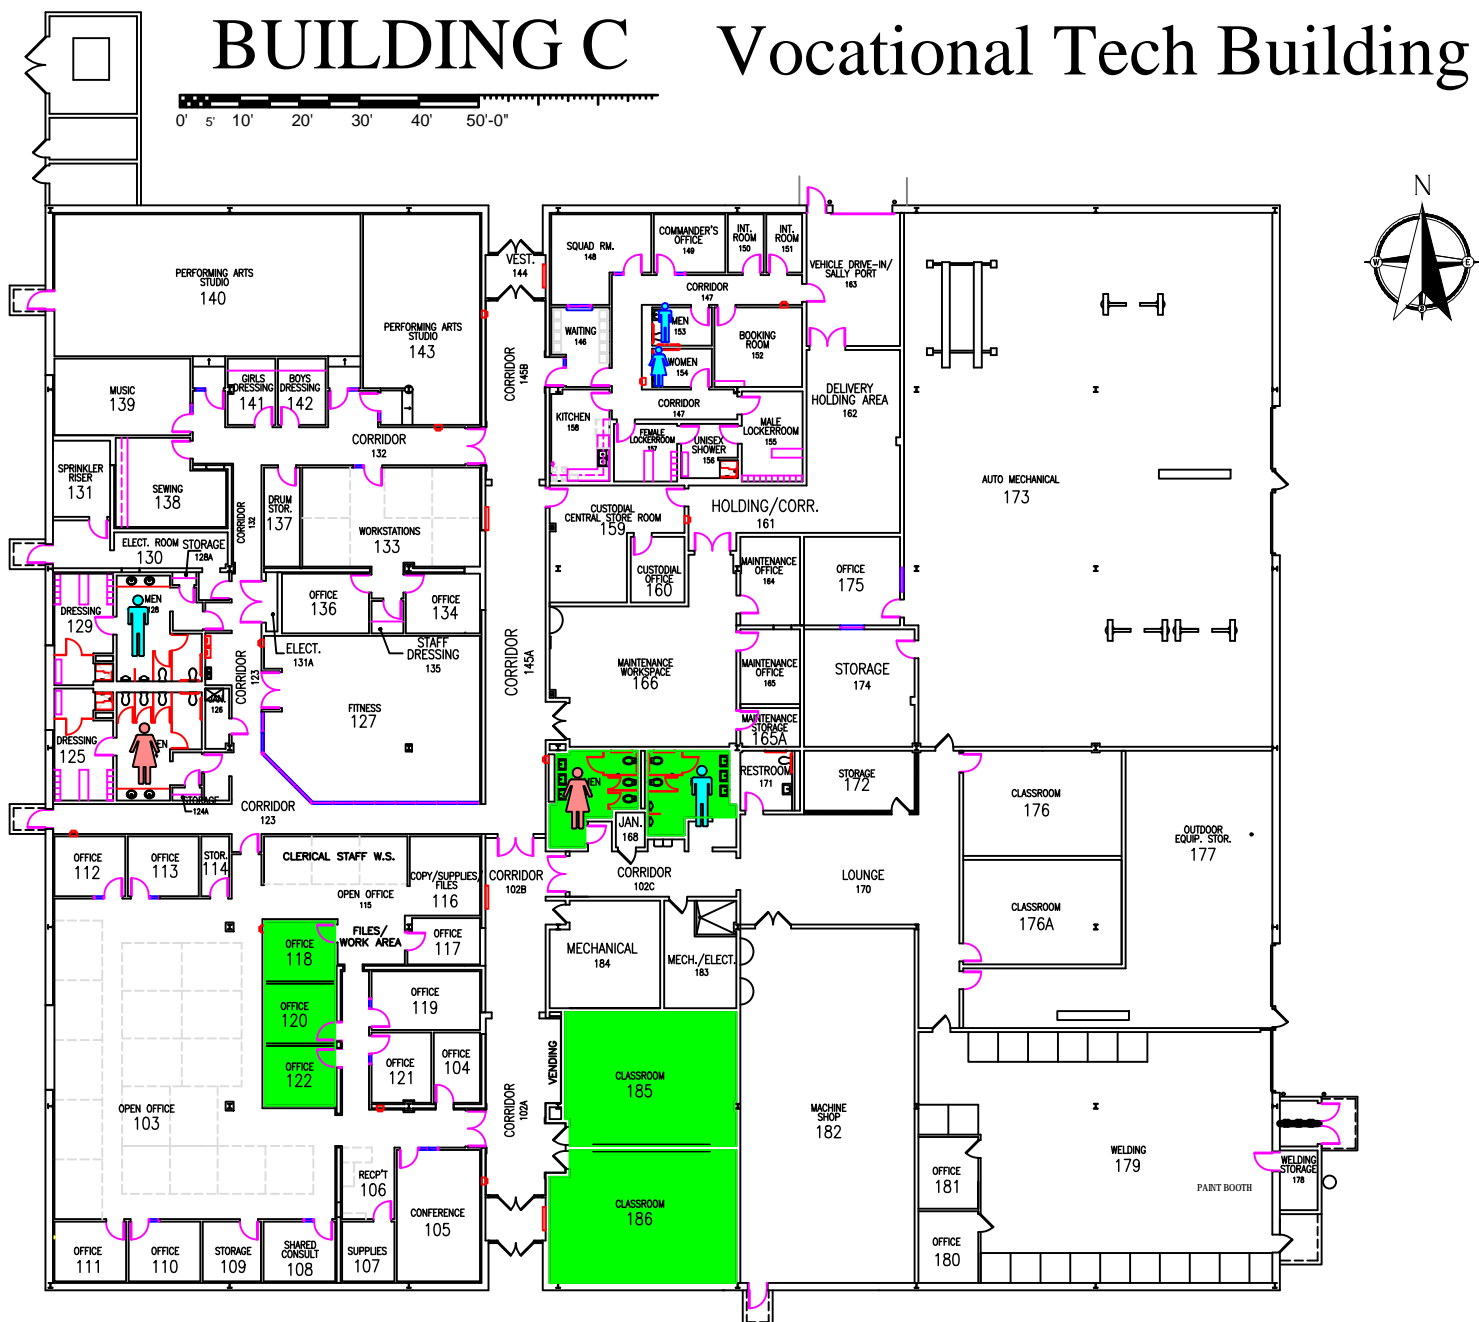 BUILDING C
Vocational Tech Building
0' 5' 10' 20' 30' 40' 50'-0"
N
W E
S
PERFORMING ARTS
STUDIO
140
PERFORMING ARTS
STUDIO
143
VEST.
144
SQUAD RM.
148
COMMANDER'S
OFFICE
149
INT.
ROOM
150
INT.
ROOM
151
VEHICLE DRIVE-IN/
SALLY PORT
163
CORRIDOR
147
WAITING
146
MEN
153
WOMEN
154
BOOKING
ROOM
152
CORRIDOR
145B
MUSIC
139
GIRLS
DRESSING
141
BOYS
DRESSING
142
CORRIDOR
132
KITCHEN
158
CORRIDOR
147
FEMALE
LOCKERROOM
157
UNISEX
SHOWER
156
MALE
LOCKERROOM
155
DELIVERY
HOLDING AREA
162
AUTO MECHANICAL
173
SPRINKLER
RISER
131
SEWING
138
CORRIDOR
132
DRUM
STOR.
137
WORKSTATIONS
133
CUSTODIAL
CENTRAL STORE ROOM
159
HOLDING/CORR.
161
ELECT. ROOM
130
STORAGE
128A
CUSTODIAL
OFFICE
160
MAINTENANCE
OFFICE
164
OFFICE
175
DRESSING
129
MEN
128
OFFICE
136
OFFICE
134
ELECT.
131A
STAFF
DRESSING
135
CORRIDOR
145A
CORRIDOR
123
MAINTENANCE
WORKSPACE
166
MAINTENANCE
OFFICE
165
STORAGE
174
JAN.
126
FITNESS
127
MAINTENANCE
STORAGE
165A
DRESSING
125
EN
STORAGE
124A
CORRIDOR
123
MEN
JAN.
168
RESTROOM
171
STORAGE
172
CLASSROOM
176
OUTDOOR
EQUIP. STOR.
177
OFFICE
112
OFFICE
113
STOR.
114
CLERICAL STAFF W.S.
OPEN OFFICE
115
COPY/SUPPLIES/
FILES
116
CORRIDOR
102B
CORRIDOR
102C
LOUNGE
170
CLASSROOM
176A
OFFICE
118
FILES/
WORK AREA
OFFICE
117
MECHANICAL
184
MECH./ELECT.
183
OFFICE
120
OFFICE
119
OFFICE
122
OFFICE
121
OFFICE
104
VENDING
CORRIDOR
102A
CLASSROOM
185
OPEN OFFICE
103
MACHINE
SHOP
182
WELDING
179
RECP'T
106
CONFERENCE
105
CLASSROOM
186
OFFICE
181
PAINT BOOTH
WELDING
STORAGE
178
OFFICE
111
OFFICE
110
STORAGE
109
SHARED
CONSULT
108
SUPPLIES
107
OFFICE
180